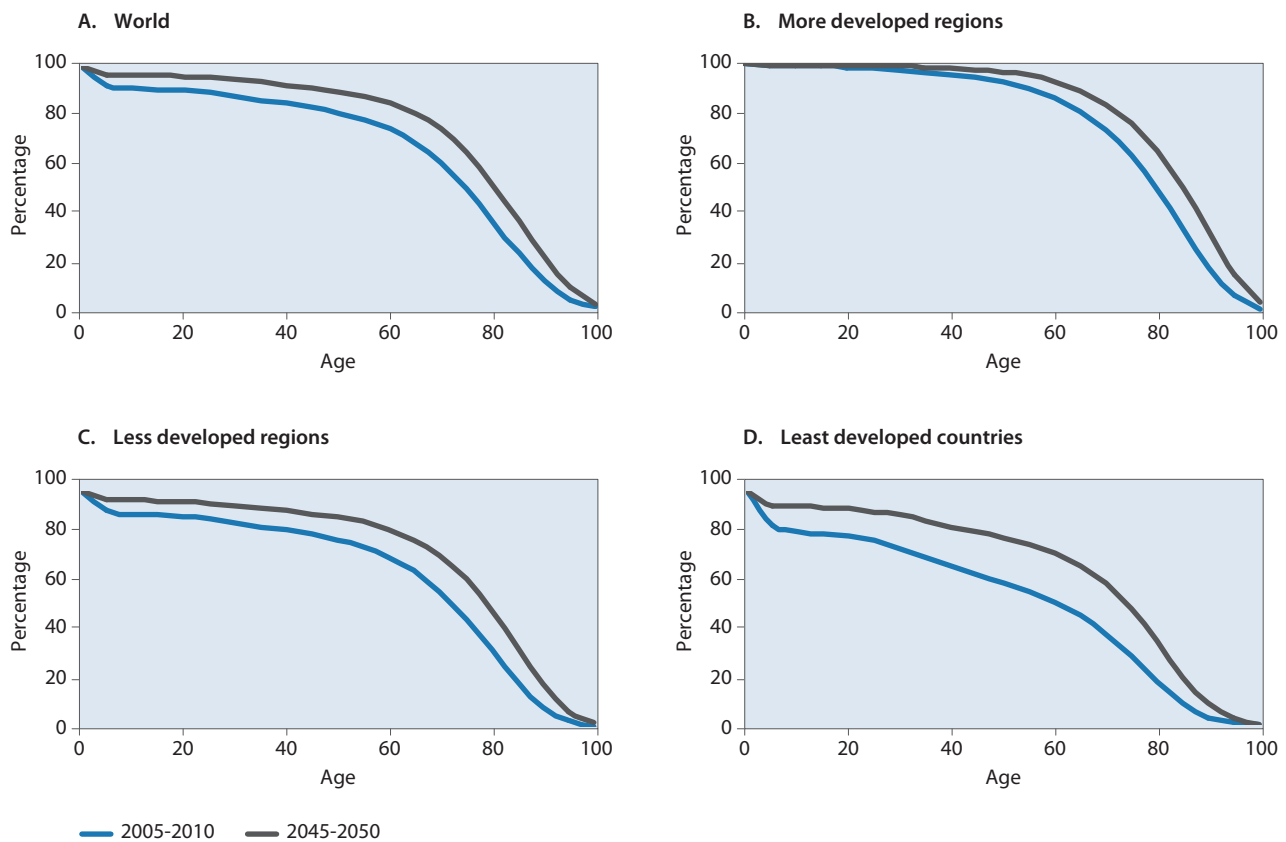 A. World
100
80
60
40
20
0
Percentage
0 20 40 60 80 100
Age
B. More developed regions
100
80
60
40
20
0
Percentage
0 20 40 60 80 100
Age
C. Less developed regions
100
80
60
40
20
0
Percentage
0 20 40 60 80 100
Age
D. Least developed countries
100
80
60
40
20
0
Percentage
0 20 40 60 80 100
Age
2005-2010 2045-2050